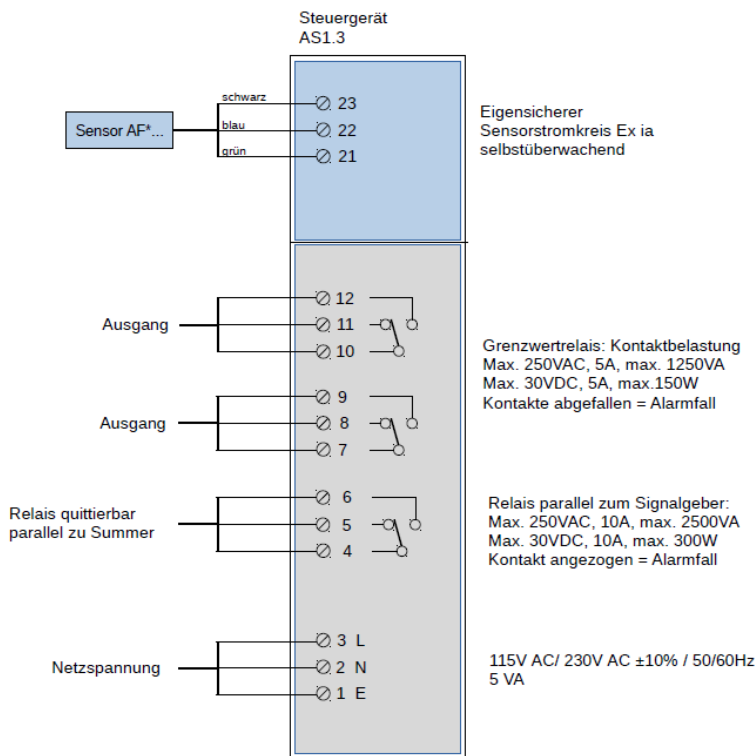 Steuergerät
AS1.3
schwarz
23
Sensor AF*...
blau
22
grün
21
Eigensicherer
Sensorstromkreis Ex ia
selbstüberwachend
12
Ausgang
11
10
Grenzwertrelais: Kontaktbelastung
Max. 250VAC, 5A, max. 1250VA
Max. 30VDC, 5A, max.150W
Kontakte abgefallen = Alarmfall
9
Ausgang
8
7
6
Relais quittierbar
parallel zu Summer
5
4
Relais parallel zum Signalgeber:
Max. 250VAC, 10A, max. 2500VA
Max. 30VDC, 10A, max. 300W
Kontakt angezogen = Alarmfall
3 L
Netzspannung
2 N
1 E
115V AC/ 230V AC ±10% / 50/60Hz
5 VA